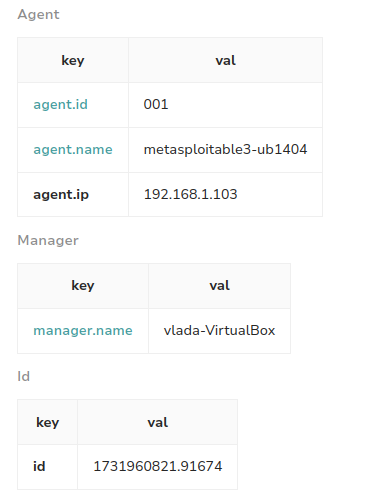 Agent
key val
agent.id 001
agent.name metasploitable3-ub1404
agent.ip 192.168.1.103
Manager
key val
manager.name vlada-VirtualBox
Id
key val
id 1731960821.91674